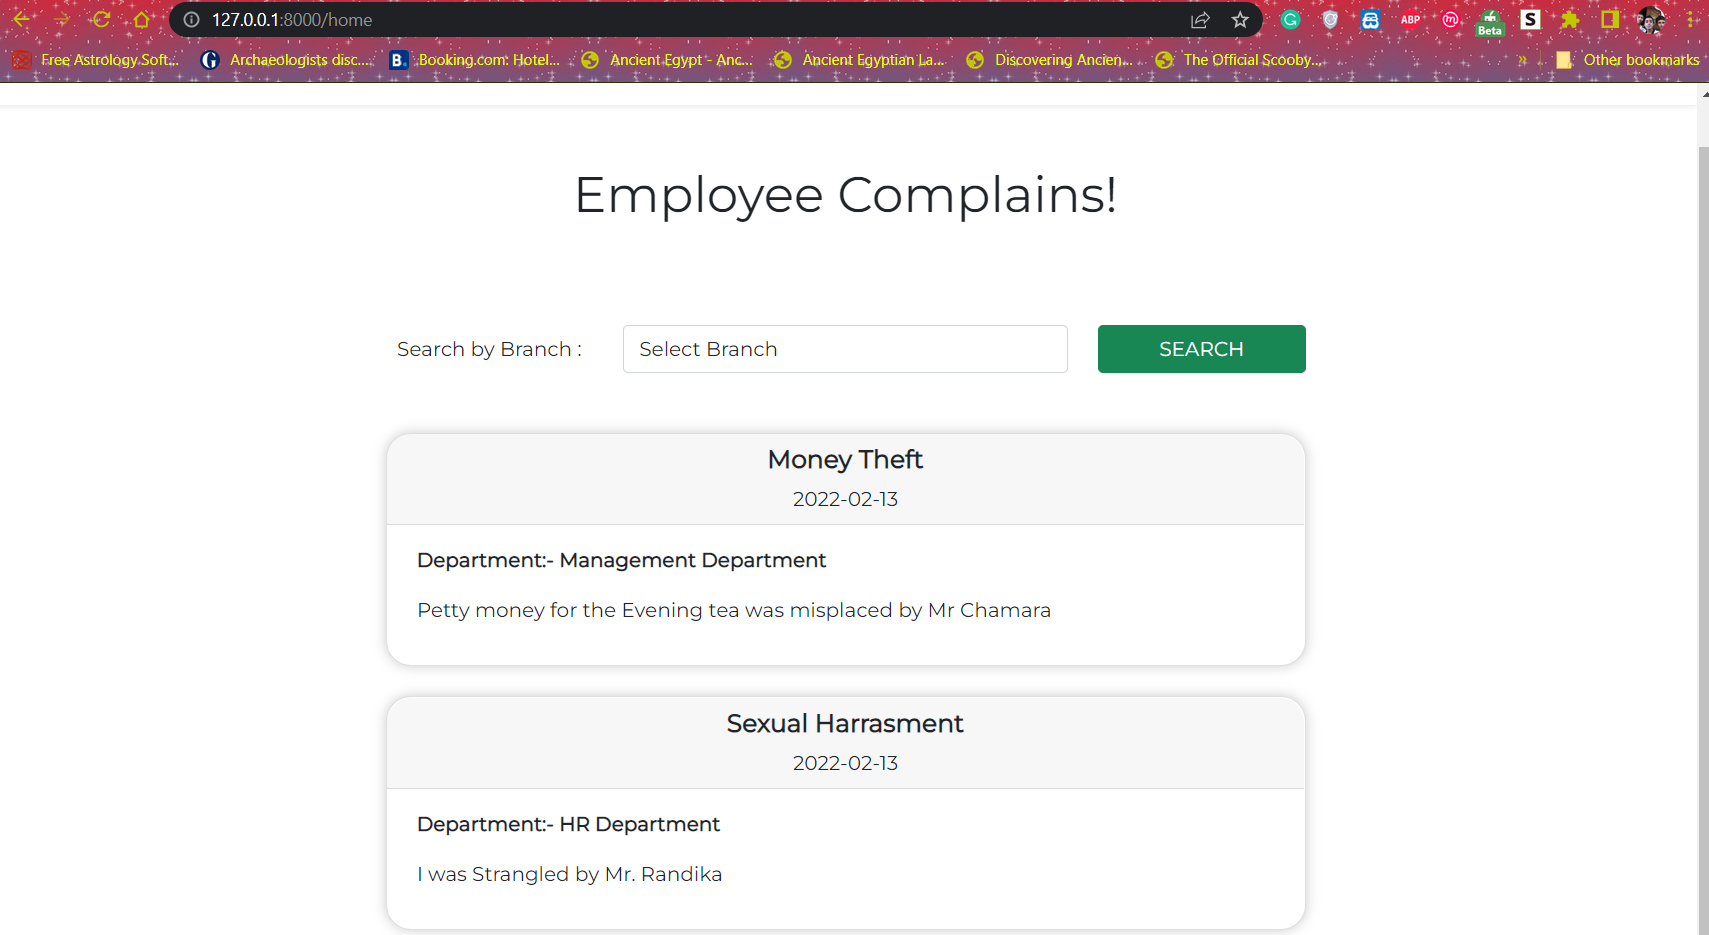 127.0.0.1:8000/home
ABP
Beta
S
Free Astrology Soft...
Archaeologists disc...
B.
Booking.com: Hotel...
Ancient Egypt - Anc...
Ancient Egyptian La...
Discovering Ancien...
The Official Scooby...
»
Other bookmarks
Employee Complains!
Search by Branch :
Select Branch
SEARCH
Money Theft
2022-02-13
Department:- Management Department
Petty money for the Evening tea was misplaced by Mr Chamara
Sexual Harrasment
2022-02-13
Department:- HR Department
I was Strangled by Mr. Randika